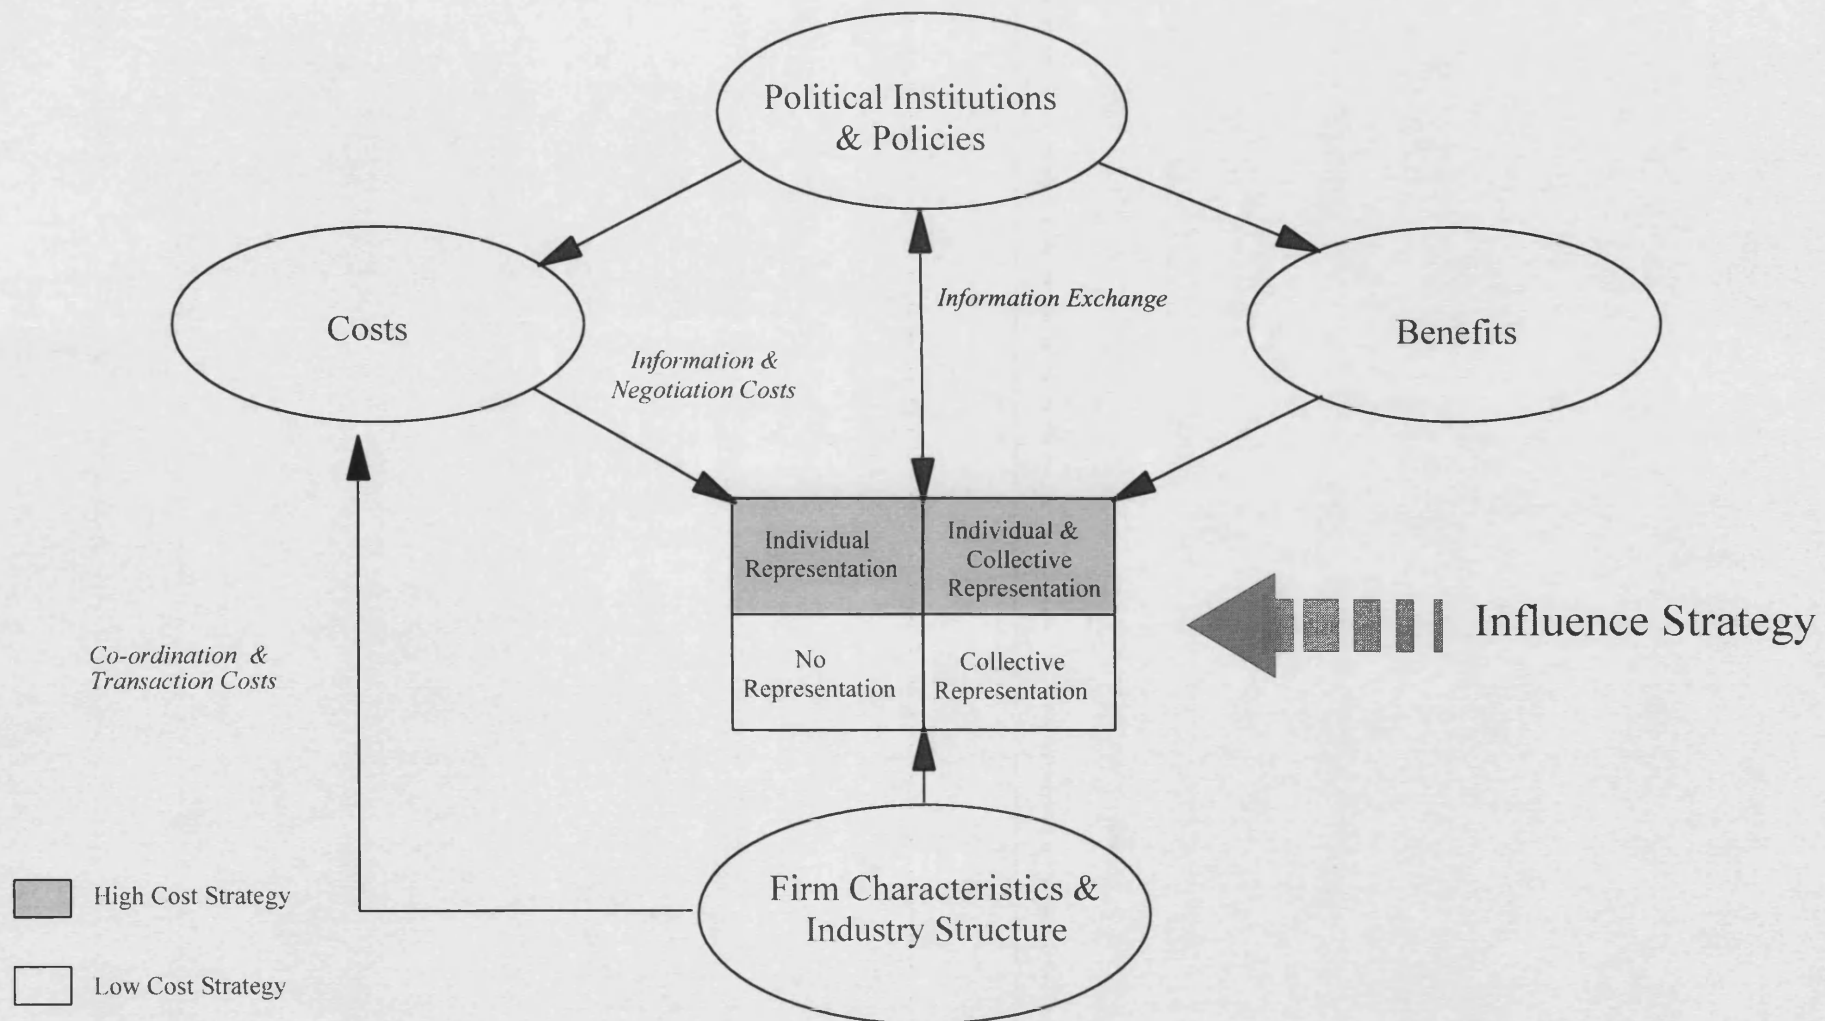 Political Institutions
& Policies
Costs
Information Exchange
Benefits
Information &
Negotiation Costs
Individual
Representation
Individual &
Collective
Representation
Influence Strategy
Co-ordination &
Transaction Costs
No
Representation
Collective
Representation
Firm Characteristics &
Industry Structure
High Cost Strategy
Low Cost Strategy